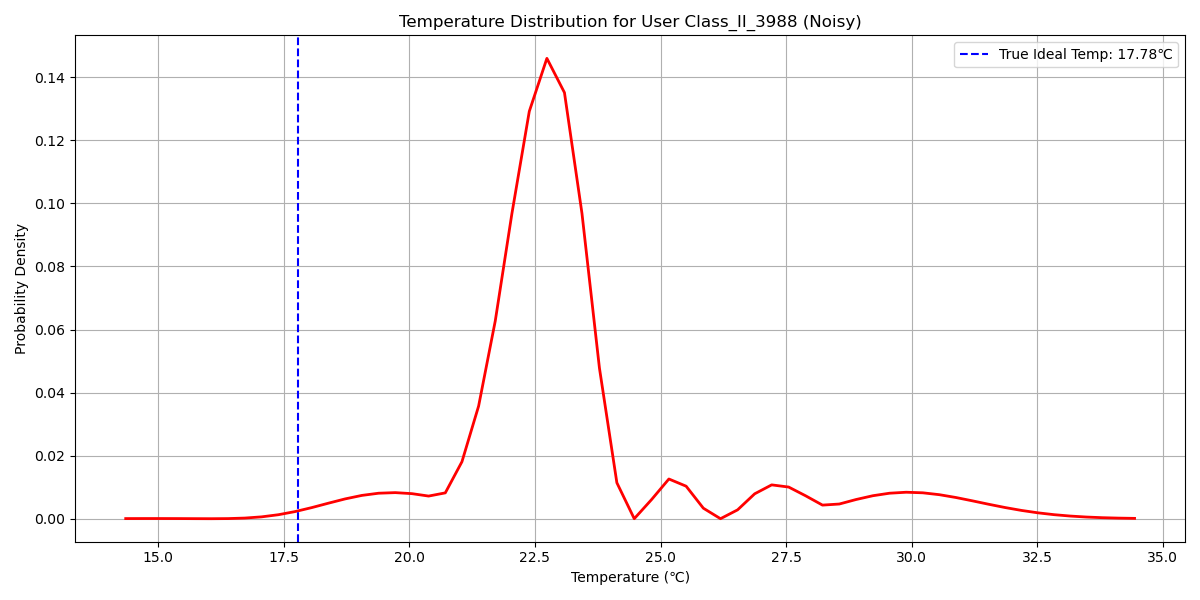 Temperature Distribution for User Class_II_3988 (Noisy)
True Ideal Temp: 17.78℃
Probability Density
0.14
0.12
0.10
0.08
0.06
0.04
0.02
0.00
15.0 17.5 20.0 22.5 25.0 27.5 30.0 32.5 35.0
Temperature (℃)